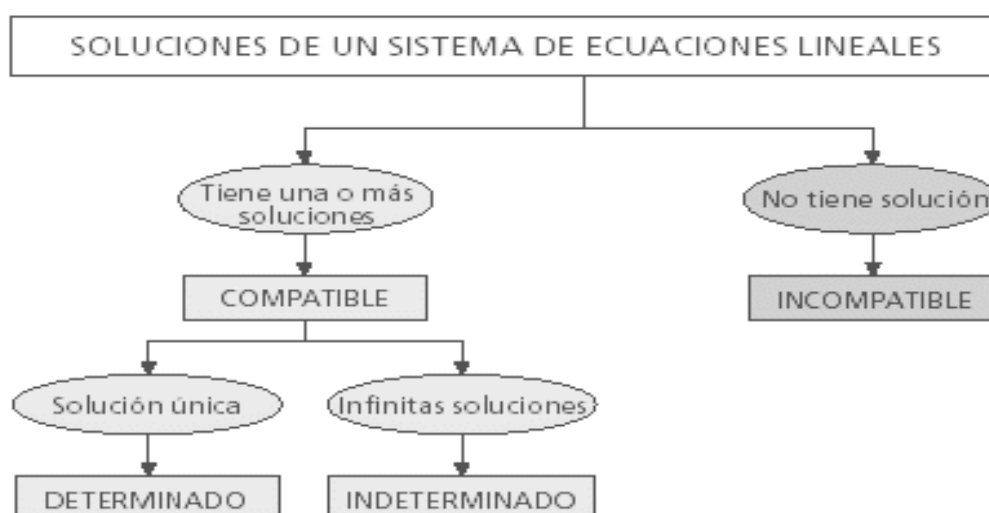 SOLUCIONES DE UN SISTEMA DE ECUACIONES LINEALES
Tiene una o más
soluciones
No tiene solución
COMPATIBLE
INCOMPATIBLE
Solución única
Infinitas soluciones
DETERMINADO
INDETERMINADO